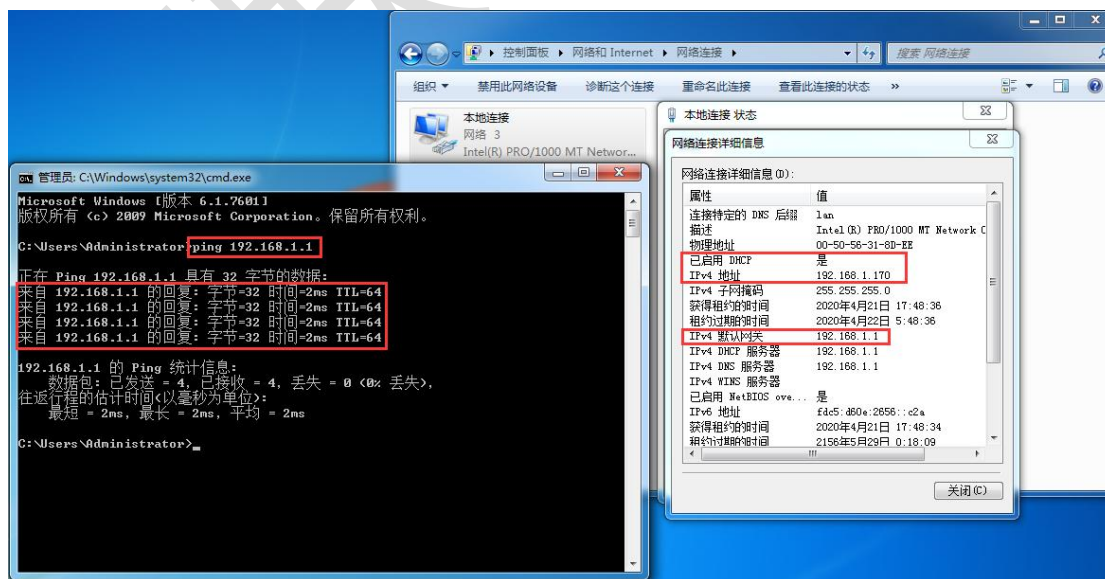 控制面板 ▸ 网络和 Internet ▸ 网络连接 ▸
搜索 网络连接
组织 ▼ 禁用此网络设备 诊断这个连接 重命名此连接 查看此连接的状态 »
本地连接
网络 3
Intel(R) PRO/1000 MT Networ...
管理员: C:\Windows\system32\cmd.exe
Microsoft Windows [版本 6.1.7601]
版权所有 (c) 2009 Microsoft Corporation。保留所有权利。
C:\Users\Administrator>ping 192.168.1.1
正在 Ping 192.168.1.1 具有 32 字节的数据:
来自 192.168.1.1 的回复: 字节=32 时间=2ms TTL=64
来自 192.168.1.1 的回复: 字节=32 时间=2ms TTL=64
来自 192.168.1.1 的回复: 字节=32 时间=2ms TTL=64
来自 192.168.1.1 的回复: 字节=32 时间=2ms TTL=64
192.168.1.1 的 Ping 统计信息:
数据包: 已发送 = 4, 已接收 = 4, 丢失 = 0 (0% 丢失),
往返行程的估计时间(以毫秒为单位):
最短 = 2ms, 最长 = 2ms, 平均 = 2ms
C:\Users\Administrator>_
本地连接 状态
网络连接详细信息
网络连接详细信息(D):
属性 值
连接特定的 DNS 后缀 lan
描述 Intel(R) PRO/1000 MT Network C
物理地址 00-50-56-31-8D-EE
已启用 DHCP 是
IPv4 地址 192.168.1.170
IPv4 子网掩码 255.255.255.0
获得租约的时间 2020年4月21日 17:48:36
租约过期的时间 2020年4月22日 5:48:36
IPv4 默认网关 192.168.1.1
IPv4 DHCP 服务器 192.168.1.1
IPv4 DNS 服务器 192.168.1.1
IPv4 WINS 服务器
已启用 NetBIOS ove... 是
IPv6 地址 fdc5:d60e:2656::c2a
获得租约的时间 2020年4月21日 17:48:34
租约过期的时间 2156年5月29日 0:18:09
关闭(C)